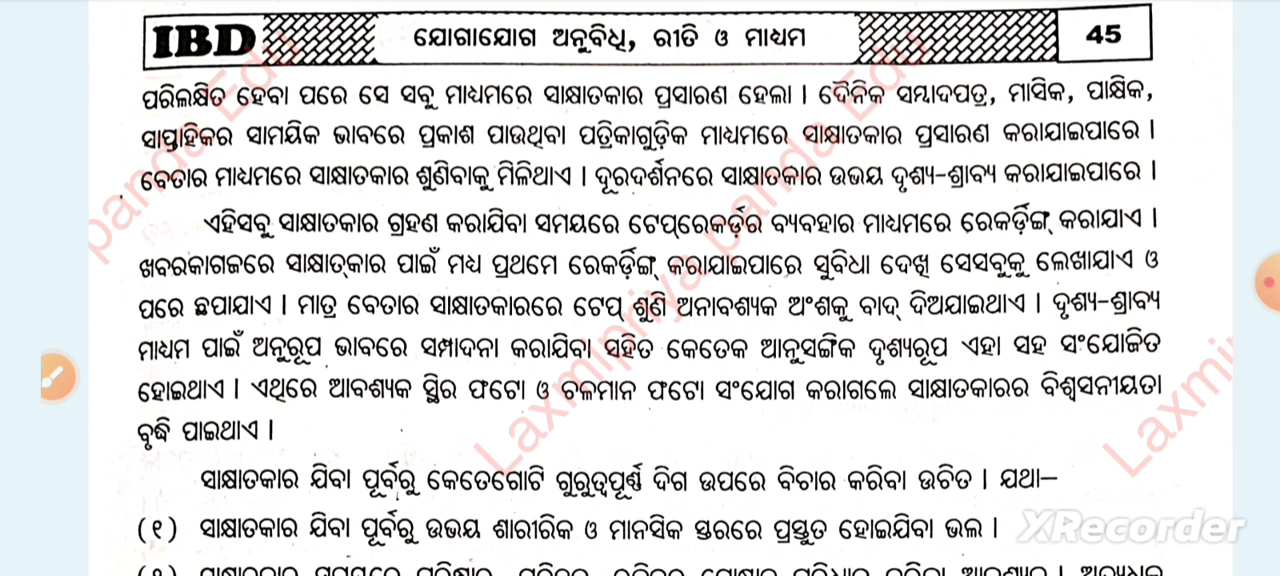 IBD ଯୋଗାଯୋଗ ଅନୁବିଧି, ରୀତି ଓ ମାଧ୍ୟମ 45
ପରିଲକ୍ଷିତ ହେବା ପରେ ସେ ସବୁ ମାଧ୍ୟମରେ ସାକ୍ଷାତକାର ପ୍ରସାରଣ ହେଲା । ଦୈନିକ ସମ୍ବାଦପତ୍ର, ମାସିକ, ପାକ୍ଷିକ,
ସାପ୍ତାହିକର ସାମୟିକ ଭାବରେ ପ୍ରକାଶ ପାଉଥିବା ପତ୍ରିକାଗୁଡ଼ିକ ମାଧ୍ୟମରେ ସାକ୍ଷାତକାର ପ୍ରସାରଣ କରାଯାଇପାରେ ।
ବେତାର ମାଧ୍ୟମରେ ସାକ୍ଷାତକାର ଶୁଣିବାକୁ ମିଳିଥାଏ । ଦୂରଦର୍ଶନରେ ସାକ୍ଷାତକାର ଉଭୟ ଦୃଶ୍ୟ-ଶ୍ରାବ୍ୟ କରାଯାଇପାରେ ।
ଏହିସବୁ ସାକ୍ଷାତକାର ଗ୍ରହଣ କରାଯିବା ସମୟରେ ଟେପ୍‌ରେକର୍ଡ଼ର ବ୍ୟବହାର ମାଧ୍ୟମରେ ରେକର୍ଡ଼ିଙ୍ଗ୍ କରାଯାଏ ।
ଖବରକାଗଜରେ ସାକ୍ଷାତ୍‌କାର ପାଇଁ ମଧ୍ୟ ପ୍ରଥମେ ରେକର୍ଡ଼ିଙ୍ଗ୍ କରାଯାଇପାରେ ସୁବିଧା ଦେଖି ସେସବୁକୁ ଲେଖାଯାଏ ଓ
ପରେ ଛପାଯାଏ । ମାତ୍ର ବେତାର ସାକ୍ଷାତକାରରେ ଟେପ୍ ଶୁଣି ଅନାବଶ୍ୟକ ଅଂଶକୁ ବାଦ୍ ଦିଅଯାଇଥାଏ । ଦୃଶ୍ୟ-ଶ୍ରାବ୍ୟ
ମାଧ୍ୟମ ପାଇଁ ଅନୁରୂପ ଭାବରେ ସମ୍ପାଦନା କରାଯିବା ସହିତ କେତେକ ଆନୁସଙ୍ଗିକ ଦୃଶ୍ୟରୂପ ଏହା ସହ ସଂଯୋଜିତ
ହୋଇଥାଏ । ଏଥିରେ ଆବଶ୍ୟକ ସ୍ଥିର ଫଟୋ ଓ ଚଳମାନ ଫଟୋ ସଂଯୋଗ କରାଗଲେ ସାକ୍ଷାତକାରର ବିଶ୍ୱସନୀୟତା
ବୃଦ୍ଧି ପାଇଥାଏ ।
ସାକ୍ଷାତକାର ଯିବା ପୂର୍ବରୁ କେତେଗୋଟି ଗୁରୁତ୍ୱପୂର୍ଣ୍ଣ ଦିଗ ଉପରେ ବିଚାର କରିବା ଉଚିତ । ଯଥା–
(୧) ସାକ୍ଷାତକାର ଯିବା ପୂର୍ବରୁ ଉଭୟ ଶାରୀରିକ ଓ ମାନସିକ ସ୍ତରରେ ପ୍ରସ୍ତୁତ ହୋଇଯିବା ଭଲ ।
XRecorder
Laxmipriya panda Edu